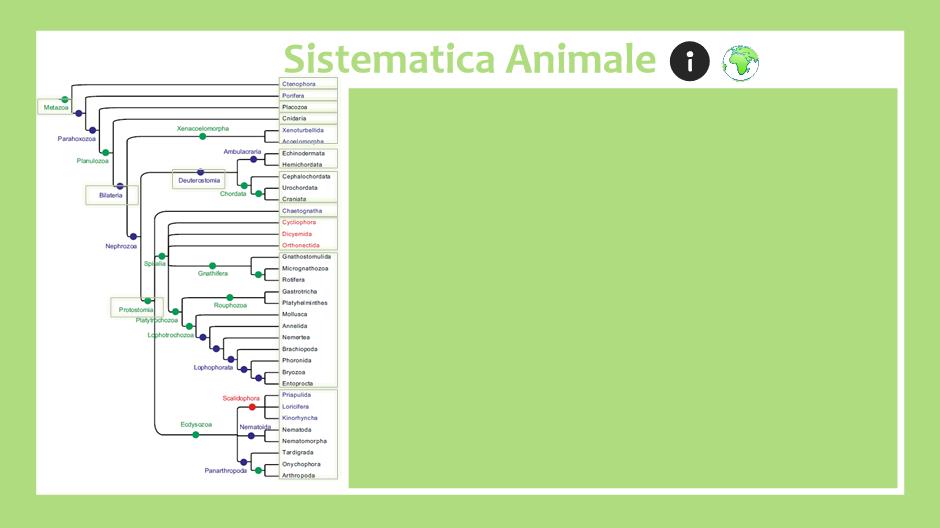 Sistematica Animale
Ctenophora
Metazoa
Porifera
Placozoa
Parahoxozoa
Cnidaria
Planulozoa
Xenacoelomorpha
Xenoturbellida
Acoelomorpha
Ambulacraria
Echinodermata
Hemichordata
Deuterostomia
Cephalochordata
Chordata
Urochordata
Craniata
Bilateria
Chaetognatha
Nephrozoa
Cycliophora
Dicyemida
Orthonectida
Spiralia
Gnathifera
Gnathostomulida
Micrognathozoa
Rotifera
Protostomia
Rouphozoa
Gastrotricha
Platyhelminthes
Platytrochozoa
Mollusca
Lophotrochozoa
Annelida
Nemertea
Brachiopoda
Lophophorata
Phoronida
Bryozoa
Entoprocta
Scalidophora
Priapulida
Loricifera
Kinorhyncha
Ecdysozoa
Nematoida
Nematoda
Nematomorpha
Panarthropoda
Tardigrada
Onychophora
Arthropoda